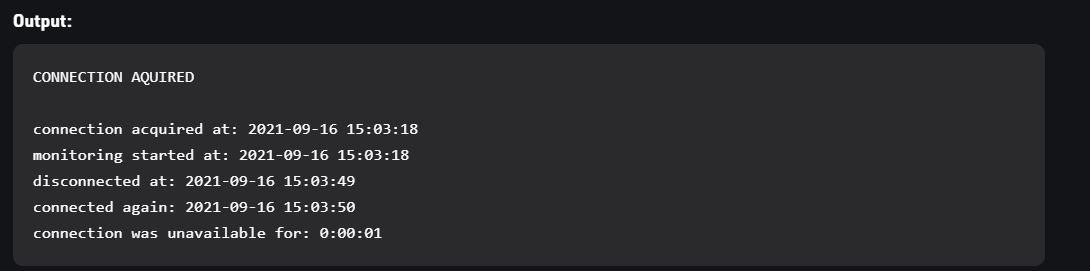 Output:
CONNECTION AQUIRED
connection acquired at: 2021-09-16 15:03:18
monitoring started at: 2021-09-16 15:03:18
disconnected at: 2021-09-16 15:03:49
connected again: 2021-09-16 15:03:50
connection was unavailable for: 0:00:01